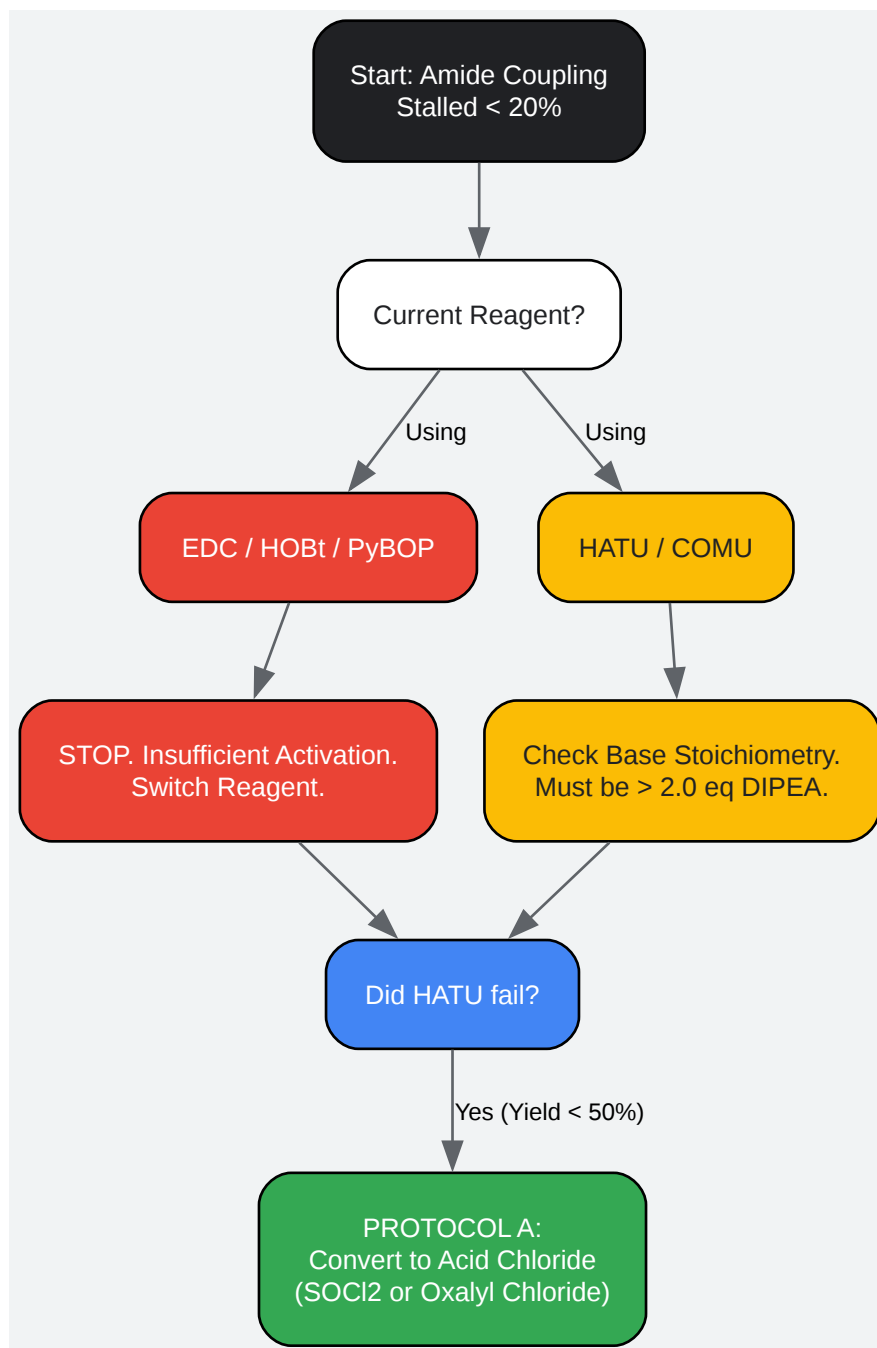 Start: Amide Coupling
Stalled < 20%
Current Reagent?
Using
Using
EDC / HOBt / PyBOP
HATU / COMU
STOP. Insufficient Activation.
Switch Reagent.
Check Base Stoichiometry.
Must be > 2.0 eq DIPEA.
Did HATU fail?
Yes (Yield < 50%)
PROTOCOL A:
Convert to Acid Chloride
(SOCl2 or Oxalyl Chloride)